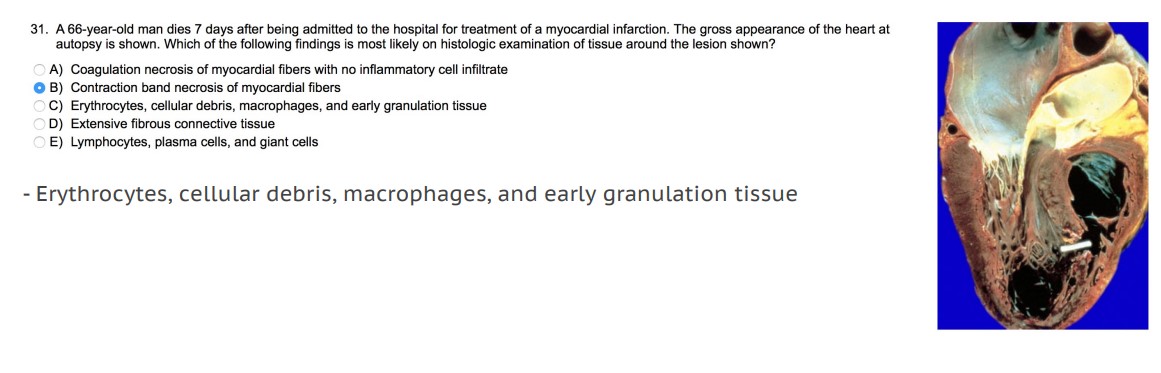 31. A 66-year-old man dies 7 days after being admitted to the hospital for treatment of a myocardial infarction. The gross appearance of the heart at
autopsy is shown. Which of the following findings is most likely on histologic examination of tissue around the lesion shown?
A) Coagulation necrosis of myocardial fibers with no inflammatory cell infiltrate
B) Contraction band necrosis of myocardial fibers
C) Erythrocytes, cellular debris, macrophages, and early granulation tissue
D) Extensive fibrous connective tissue
E) Lymphocytes, plasma cells, and giant cells
- Erythrocytes, cellular debris, macrophages, and early granulation tissue